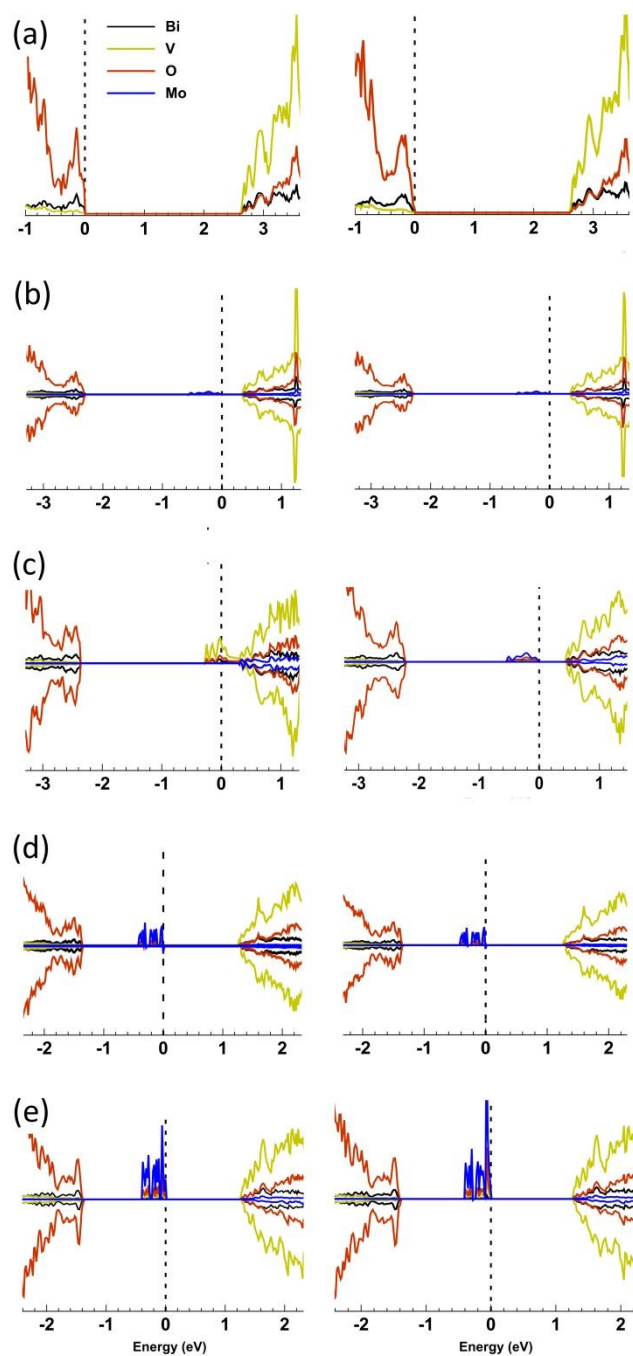 (a)
Bi
V
O
Mo
-1 0 1 2 3
-1 0 1 2 3
(b)
-3 -2 -1 0 1
-3 -2 -1 0 1
(c)
-3 -2 -1 0 1
-3 -2 -1 0 1
(d)
-2 -1 0 1 2
-2 -1 0 1 2
(e)
-2 -1 0 1 2
-2 -1 0 1 2
Energy (eV)
Energy (eV)